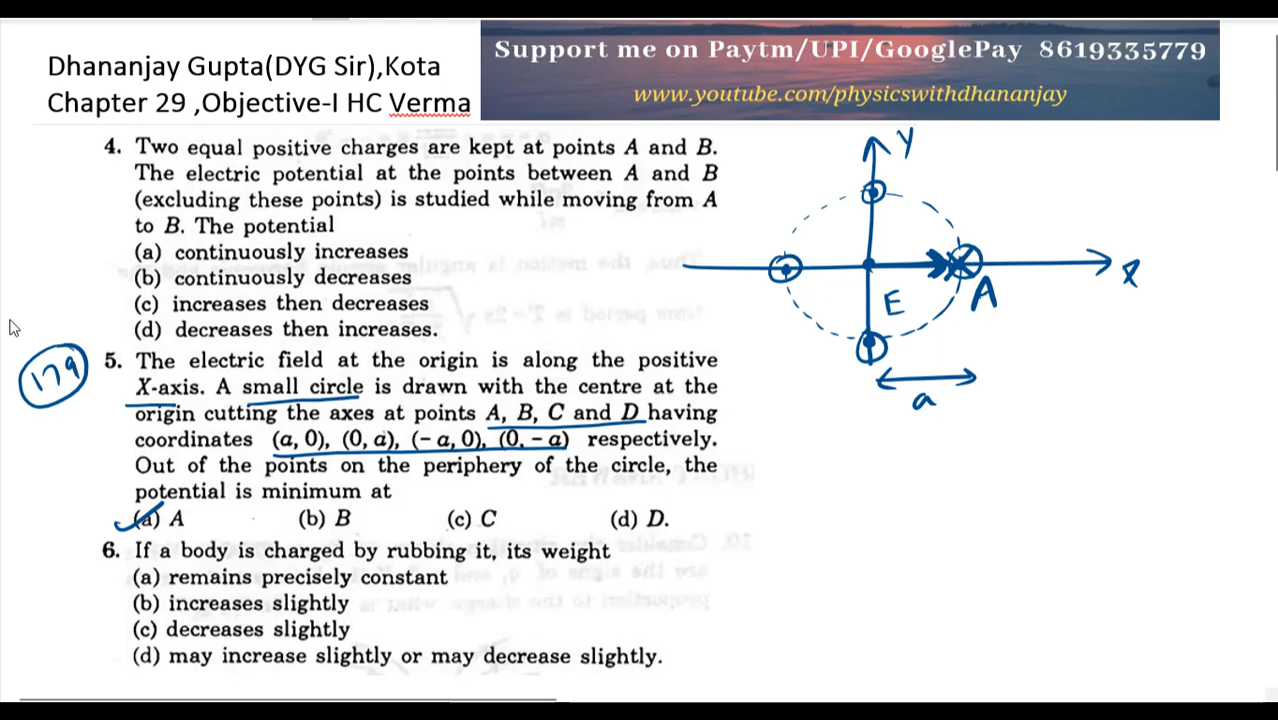 Dhananjay Gupta(DYG Sir),Kota
Chapter 29 ,Objective-I HC Verma
Support me on Paytm/UPI/GooglePay 8619335779
www.youtube.com/physicswithdhananjay
4. Two equal positive charges are kept at points A and B.
The electric potential at the points between A and B
(excluding these points) is studied while moving from A
to B. The potential
(a) continuously increases
(b) continuously decreases
(c) increases then decreases
(d) decreases then increases.
179
5. The electric field at the origin is along the positive
X-axis. A small circle is drawn with the centre at the
origin cutting the axes at points A, B, C and D having
coordinates (a, 0), (0, a), (– a, 0), (0, – a) respectively.
Out of the points on the periphery of the circle, the
potential is minimum at
(a) A (b) B (c) C (d) D.
6. If a body is charged by rubbing it, its weight
(a) remains precisely constant
(b) increases slightly
(c) decreases slightly
(d) may increase slightly or may decrease slightly.
Y
X
E
A
a